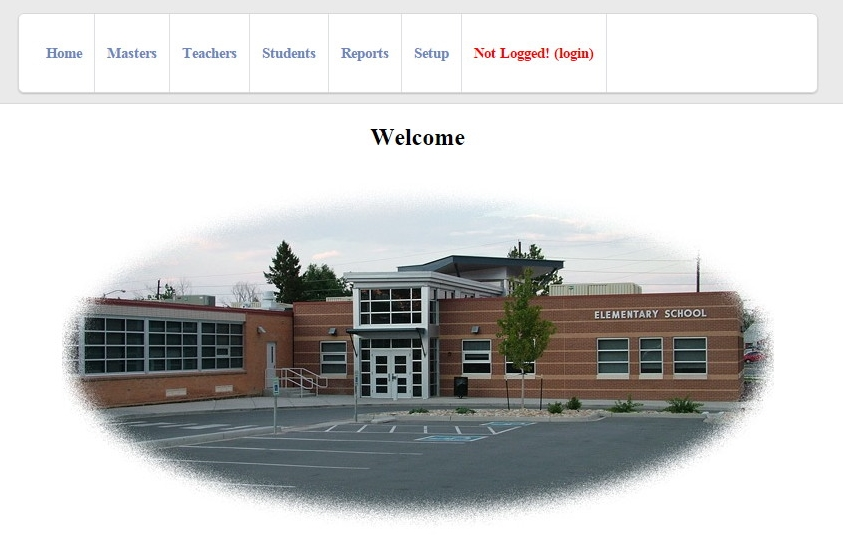 Home Masters Teachers Students Reports Setup Not Logged! (login)
Welcome
ELEMENTARY SCHOOL